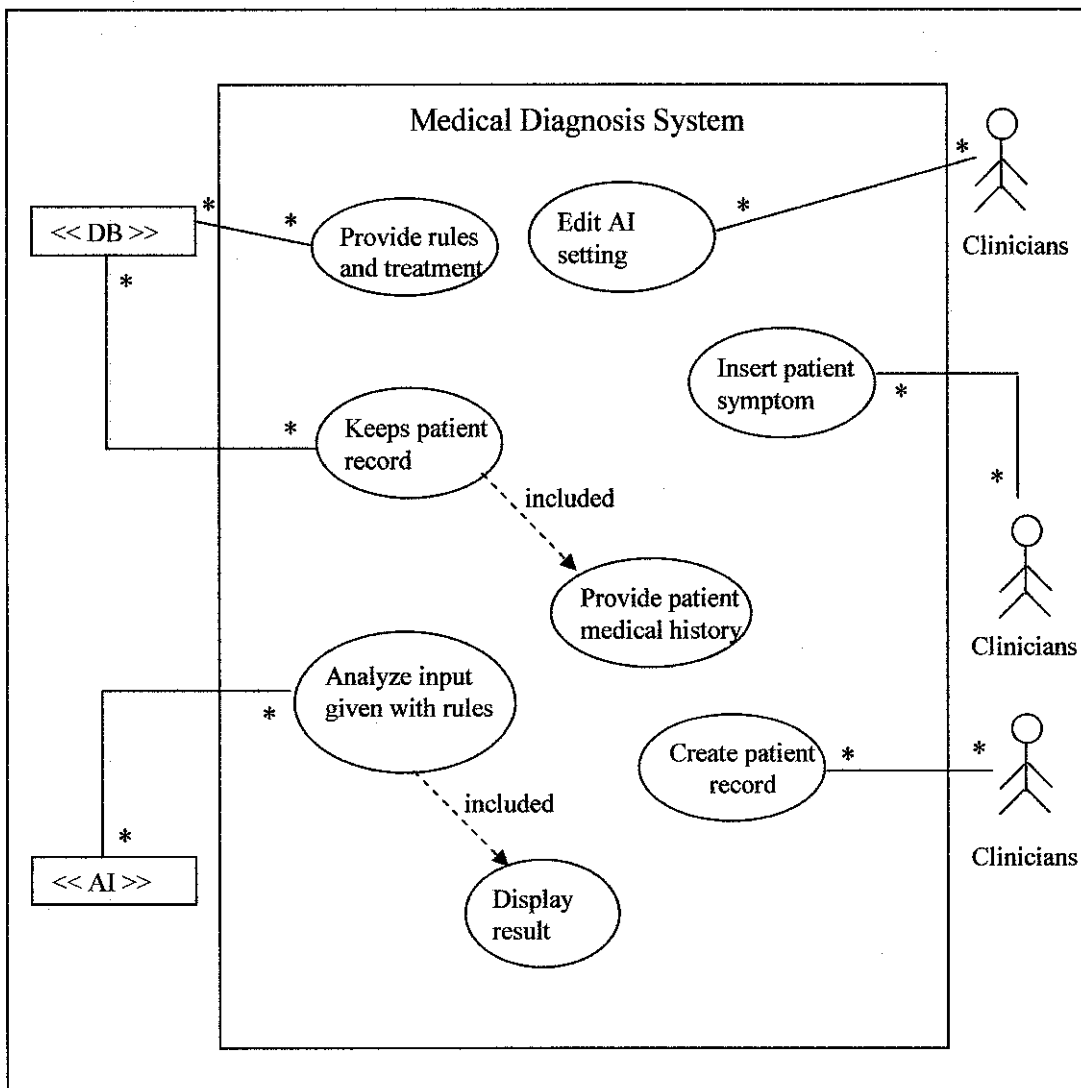 Medical Diagnosis System
*
*
<< DB >>
*
*
Provide rules
and treatment
*
Edit AI
setting
*
Clinicians
Insert patient
symptom
*
*
Keeps patient
record
*
included
Provide patient
medical history
Clinicians
Analyze input
given with rules
*
Create patient
record
*
*
included
Clinicians
*
<< AI >>
Display
result